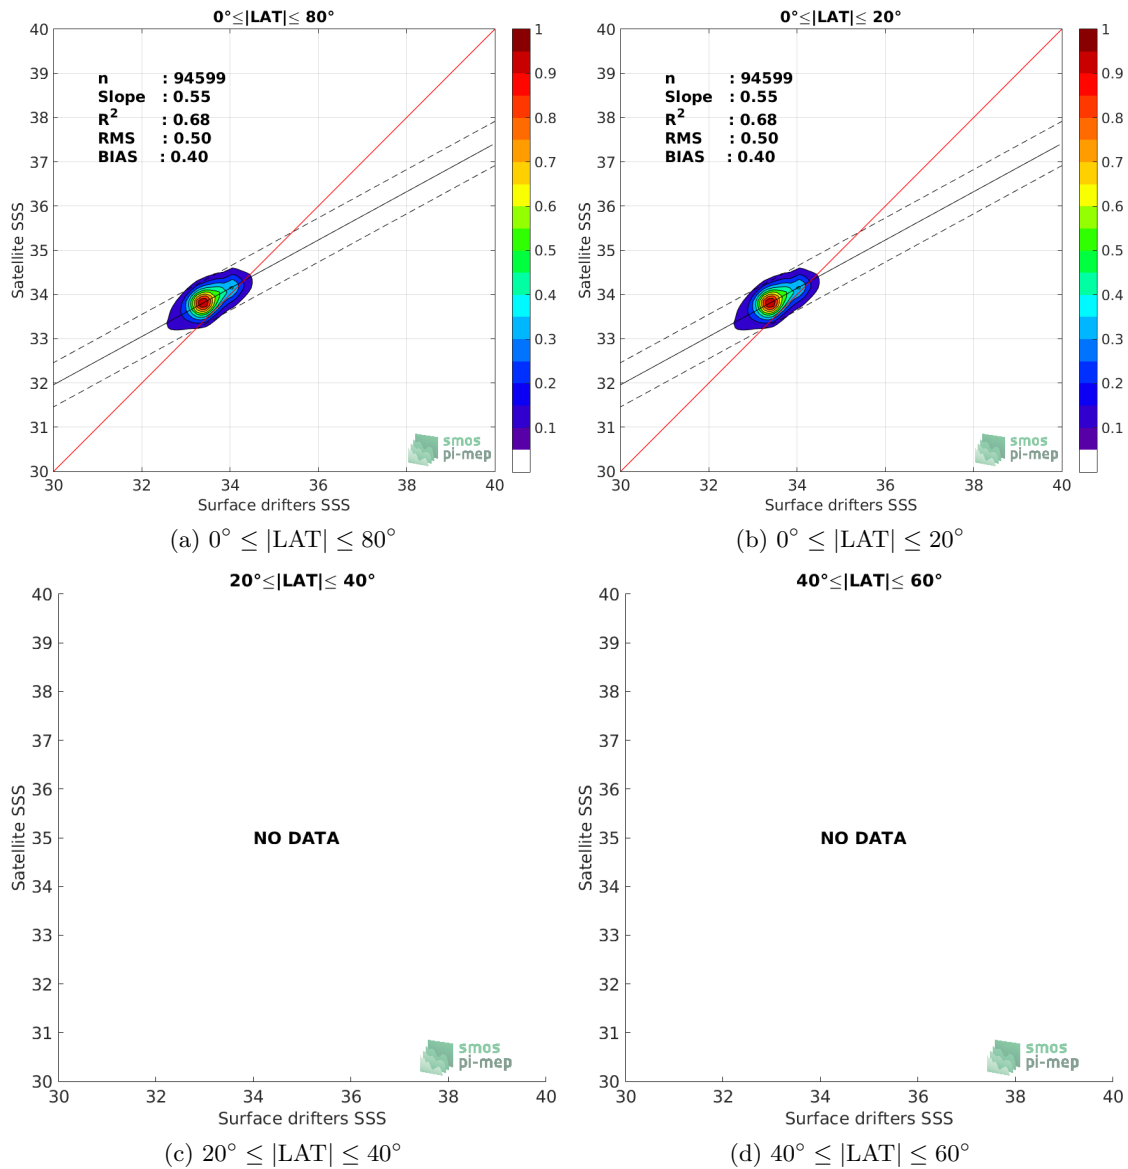 0°≤|LAT|≤ 80°
40
39
38
37
36
35
34
33
32
31
30
30
32
34
36
38
40
Satellite SSS
Surface drifters SSS
n : 94599
Slope : 0.55
R2 : 0.68
RMS : 0.50
BIAS : 0.40
1
0.9
0.8
0.7
0.6
0.5
0.4
0.3
0.2
0.1
smos
pi-mep
(a) 0° ≤ |LAT| ≤ 80°
0°≤|LAT|≤ 20°
40
39
38
37
36
35
34
33
32
31
30
30
32
34
36
38
40
Satellite SSS
Surface drifters SSS
n : 94599
Slope : 0.55
R2 : 0.68
RMS : 0.50
BIAS : 0.40
1
0.9
0.8
0.7
0.6
0.5
0.4
0.3
0.2
0.1
smos
pi-mep
(b) 0° ≤ |LAT| ≤ 20°
20°≤|LAT|≤ 40°
40
39
38
37
36
35
34
33
32
31
30
30
32
34
36
38
40
Satellite SSS
Surface drifters SSS
NO DATA
smos
pi-mep
(c) 20° ≤ |LAT| ≤ 40°
40°≤|LAT|≤ 60°
40
39
38
37
36
35
34
33
32
31
30
30
32
34
36
38
40
Satellite SSS
Surface drifters SSS
NO DATA
smos
pi-mep
(d) 40° ≤ |LAT| ≤ 60°